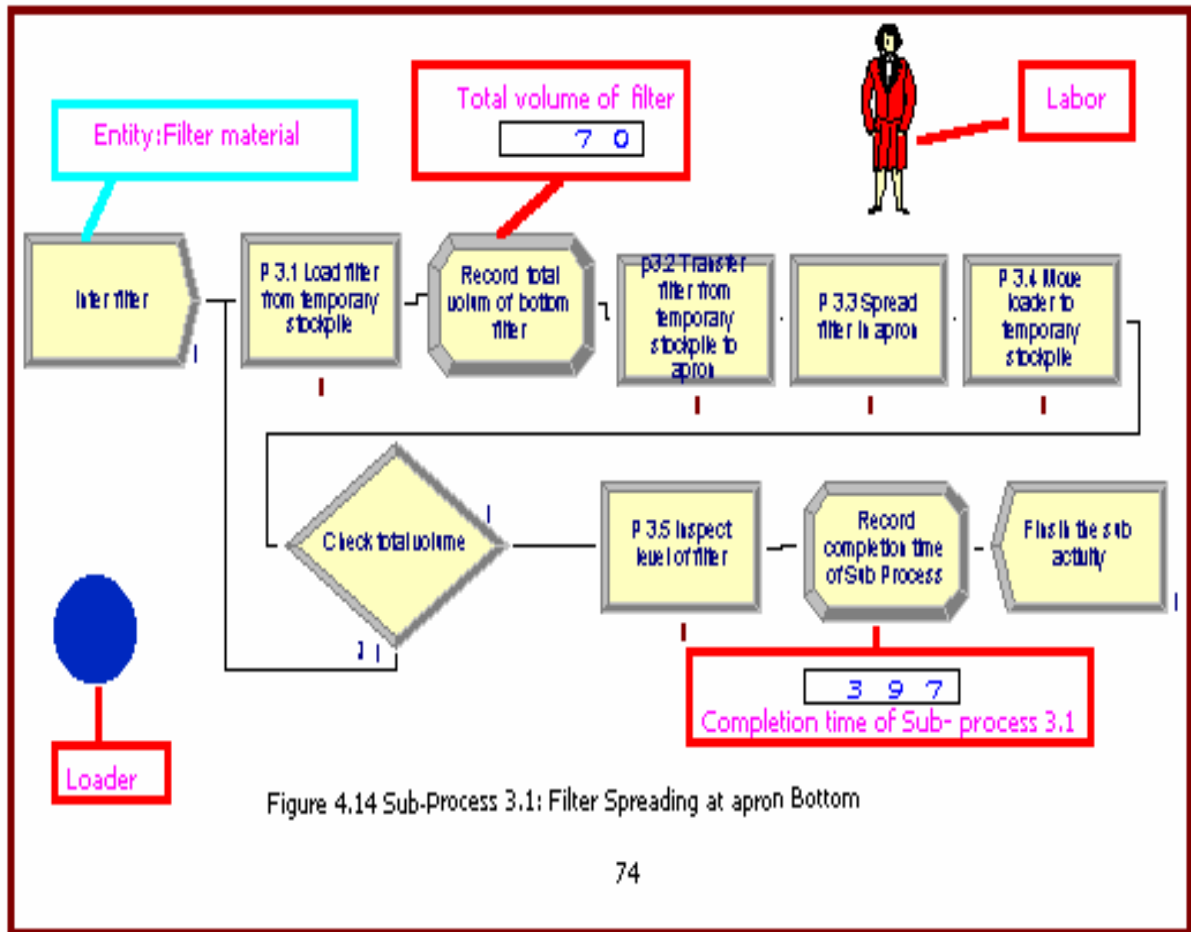 Total volume of filter
7 0
Labor
Entity:Filter material
Inter filter
P 3.1 Load filter
from temporary
stockpile
Record total
volum of bottom
filter
p3.2 Transfer
filter from
temporary
stockpile to
apron
P 3.3 Spread
filter in apron
P 3.4 Move
loader to
temporary
stockpile
Check total volume
P 3.5 Inspect
level of filter
Record
completion time
of Sub Process
Finsih the sub
activity
3 9 7
Completion time of Sub- process 3.1
Loader
Figure 4.14 Sub-Process 3.1: Filter Spreading at apron Bottom
74